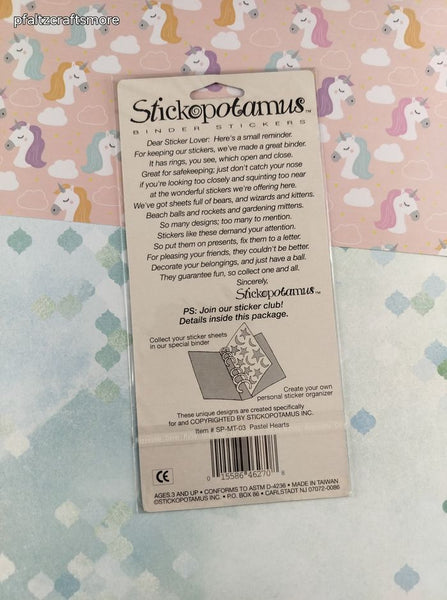 pfaltzcraftsmore
Stickopotamus™
BINDER STICKERS
Dear Sticker Lover: Here's a small reminder.
For keeping our stickers, we've made a great binder.
It has rings, you see, which open and close.
Great for safekeeping; just don't catch your nose
if you're looking too closely and squinting too near
at the wonderful stickers we're offering here.
We've got sheets full of bears, and wizards and kittens.
Beach balls and rockets and gardening mittens.
So many designs; too many to mention.
Stickers like these demand your attention.
So put them on presents, fix them to a letter.
For pleasing your friends, they couldn't be better.
Decorate your belongings, and just have a ball.
They guarantee fun, so collect one and all.
Sincerely,
Stickopotamus™
PS: Join our sticker club!
Details inside this package.
Collect your sticker sheets
in our special binder
Create your own
personal sticker organizer
These unique designs are created specifically
for and COPYRIGHTED BY STICKOPOTAMUS INC.
Item # SP-MT-03 Pastel Hearts
CE
0 15586 46270 8
AGES 3 AND UP • CONFORMS TO ASTM D-4236 • MADE IN TAIWAN
©STICKOPOTAMUS INC. • P.O. BOX 86 • CARLSTADT NJ 07072-0086